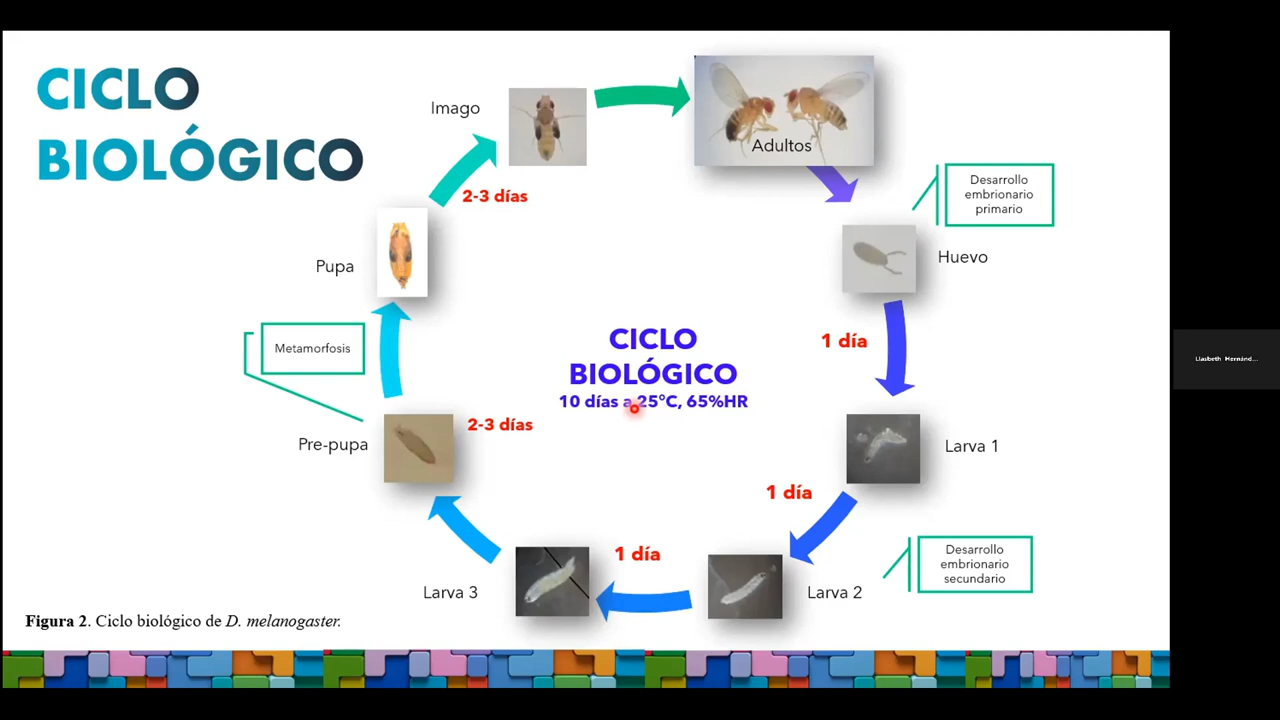 CICLO
BIOLÓGICO
Imago
Adultos
2-3 días
Desarrollo
embrionario
primario
Pupa
Huevo
Metamorfosis
1 día
CICLO
BIOLÓGICO
10 días a 25°C, 65%HR
2-3 días
Pre-pupa
Larva 1
1 día
1 día
Desarrollo
embrionario
secundario
Larva 3
Larva 2
Figura 2. Ciclo biológico de D. melanogaster.